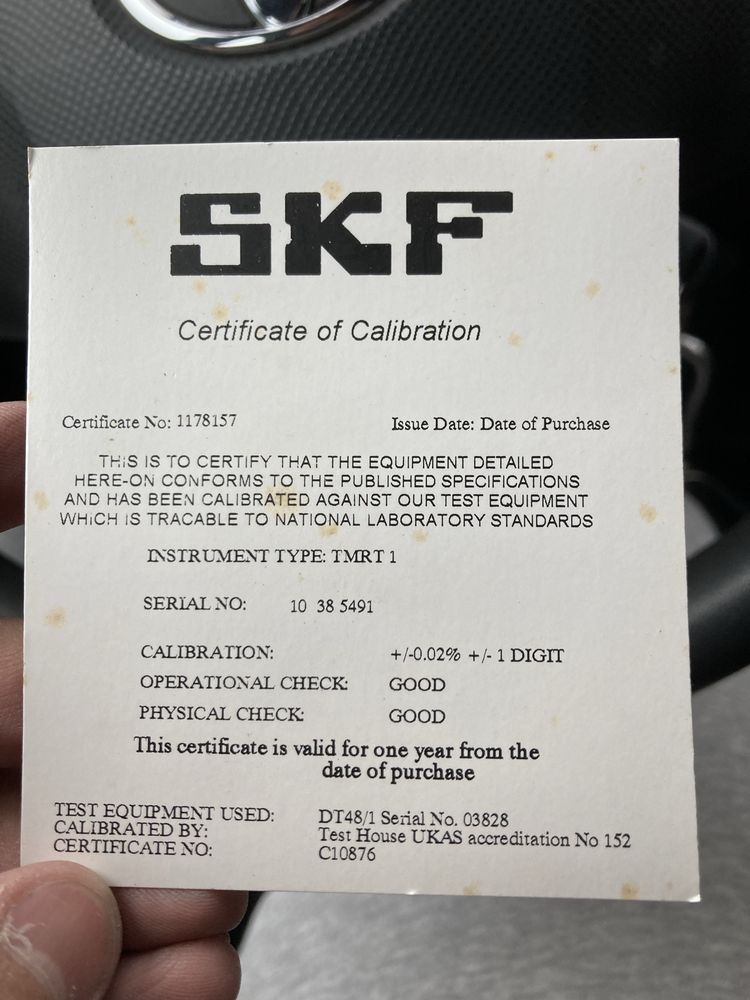 SKF
Certificate of Calibration
Certificate No: 1178157 Issue Date: Date of Purchase
THIS IS TO CERTIFY THAT THE EQUIPMENT DETAILED
HERE-ON CONFORMS TO THE PUBLISHED SPECIFICATIONS
AND HAS BEEN CALIBRATED AGAINST OUR TEST EQUIPMENT
WHICH IS TRACABLE TO NATIONAL LABORATORY STANDARDS
INSTRUMENT TYPE: TMRT 1
SERIAL NO: 10 38 5491
CALIBRATION: +/-0.02% +/- 1 DIGIT
OPERATIONAL CHECK: GOOD
PHYSICAL CHECK: GOOD
This certificate is valid for one year from the
date of purchase
TEST EQUIPMENT USED: DT48/1 Serial No. 03828
CALIBRATED BY: Test House UKAS accreditation No 152
CERTIFICATE NO: C10876